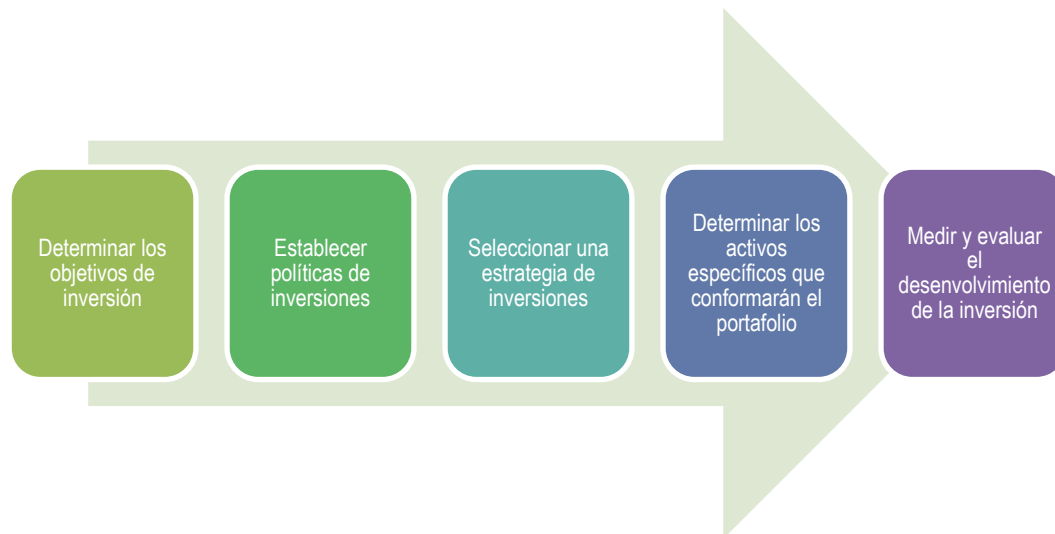 Determinar los
objetivos de
inversión
Establecer
políticas de
inversiones
Seleccionar una
estrategia de
inversiones
Determinar los
activos
específicos que
conformarán el
portafolio
Medir y evaluar
el
desenvolvimiento
de la inversión